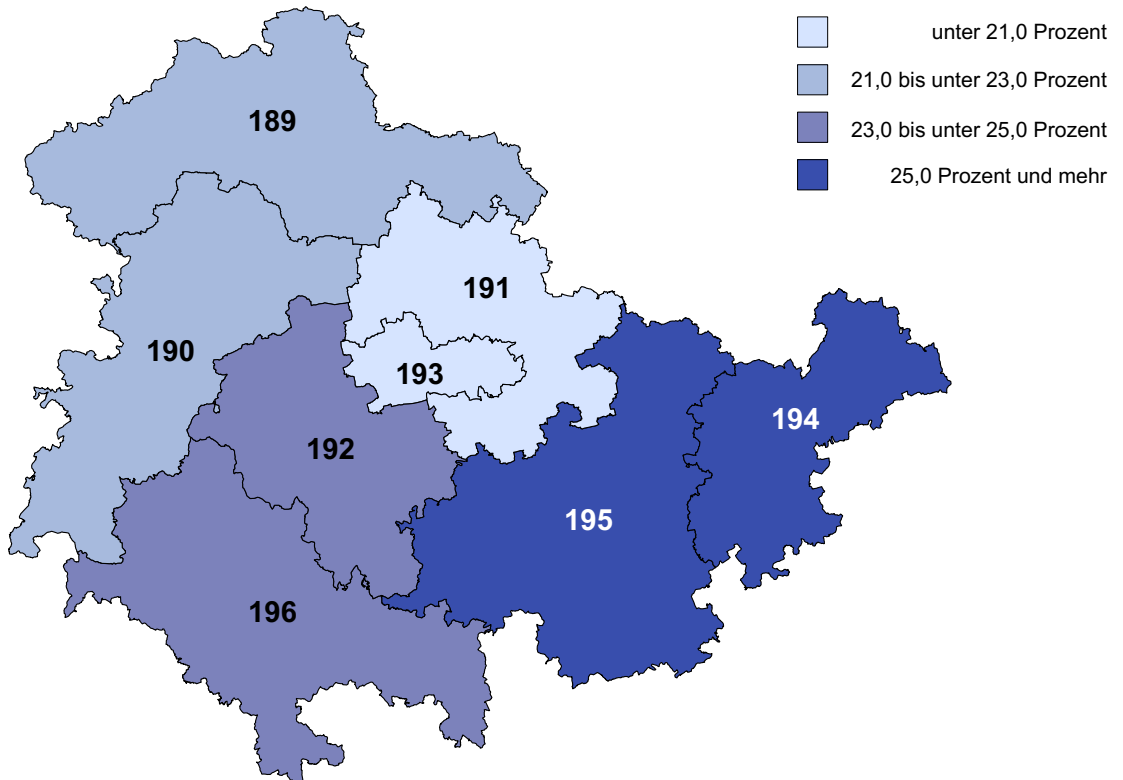 unter 21,0 Prozent
21,0 bis unter 23,0 Prozent
23,0 bis unter 25,0 Prozent
25,0 Prozent und mehr
189
191
190
193
194
192
195
196